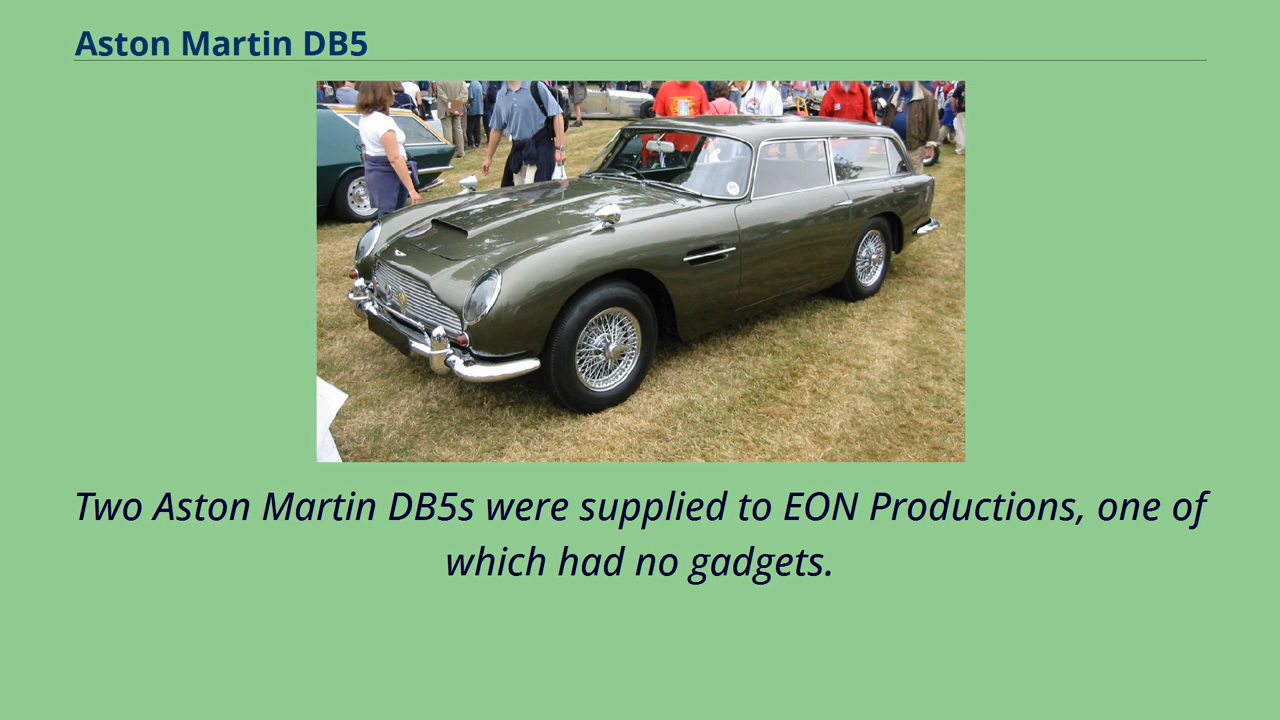 Aston Martin DB5
Two Aston Martin DB5s were supplied to EON Productions, one of
which had no gadgets.